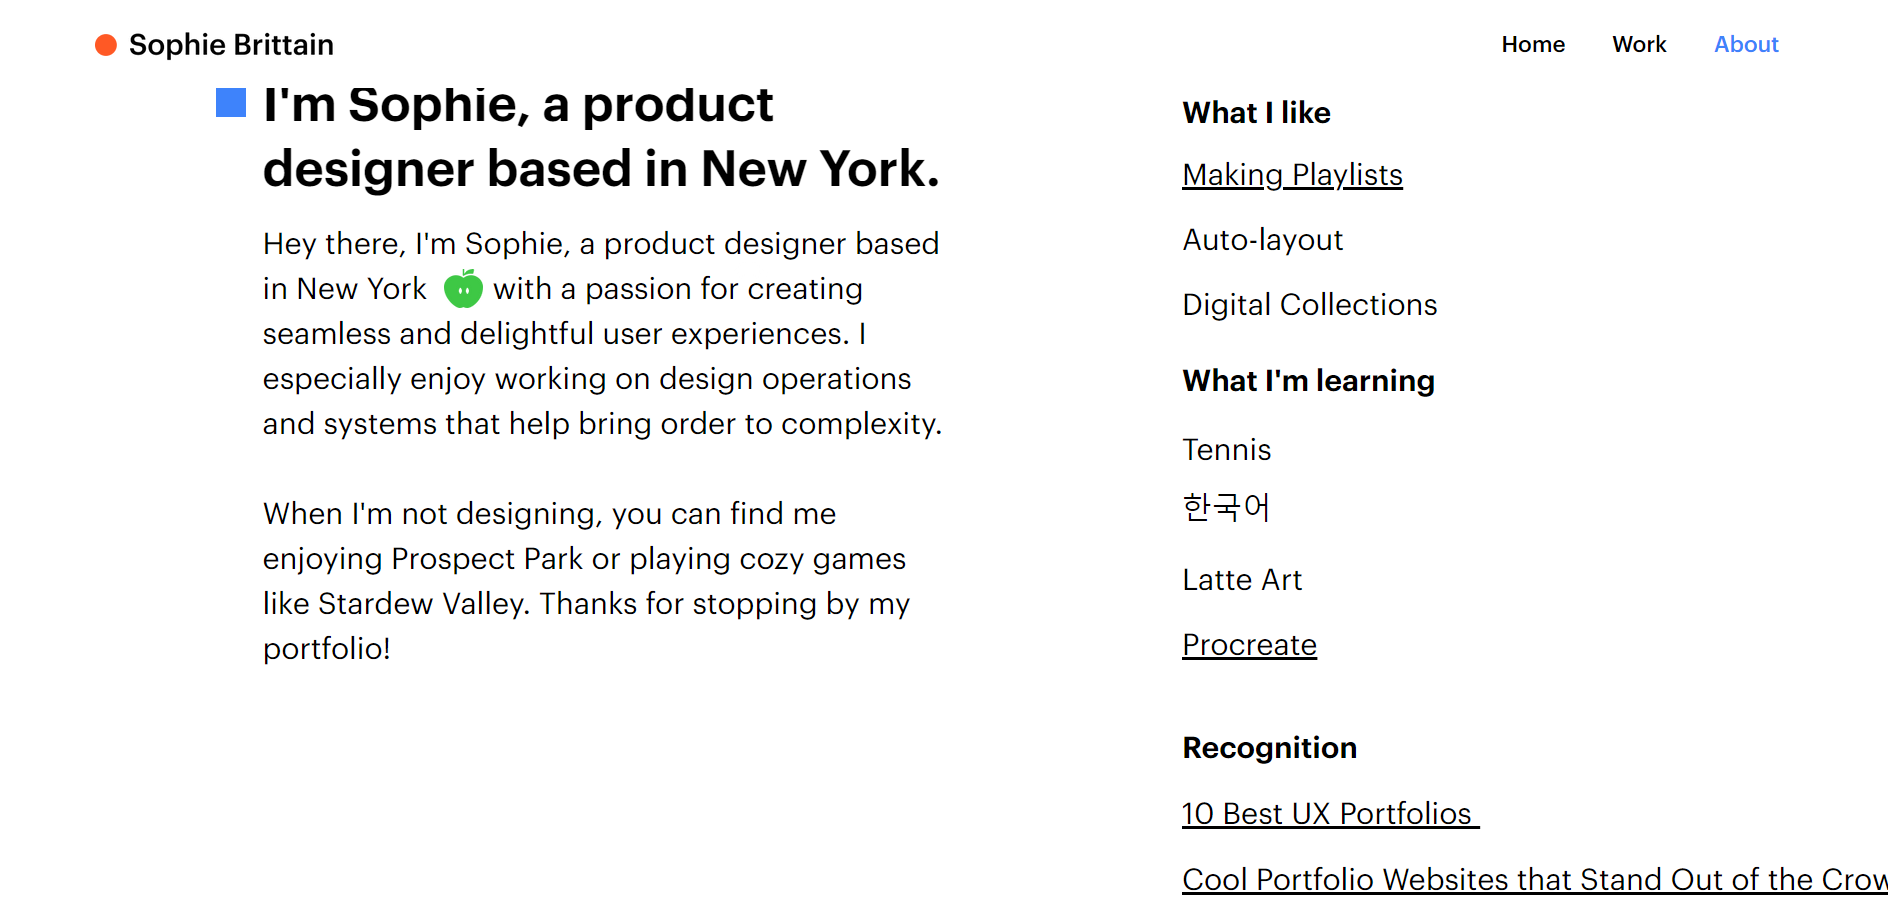 Sophie Brittain
Home
Work
About
I'm Sophie, a product
designer based in New York.
Hey there, I'm Sophie, a product designer based
in New York with a passion for creating
seamless and delightful user experiences. I
especially enjoy working on design operations
and systems that help bring order to complexity.
When I'm not designing, you can find me
enjoying Prospect Park or playing cozy games
like Stardew Valley. Thanks for stopping by my
portfolio!
What I like
Making Playlists
Auto-layout
Digital Collections
What I'm learning
Tennis
한국어
Latte Art
Procreate
Recognition
10 Best UX Portfolios
Cool Portfolio Websites that Stand Out of the